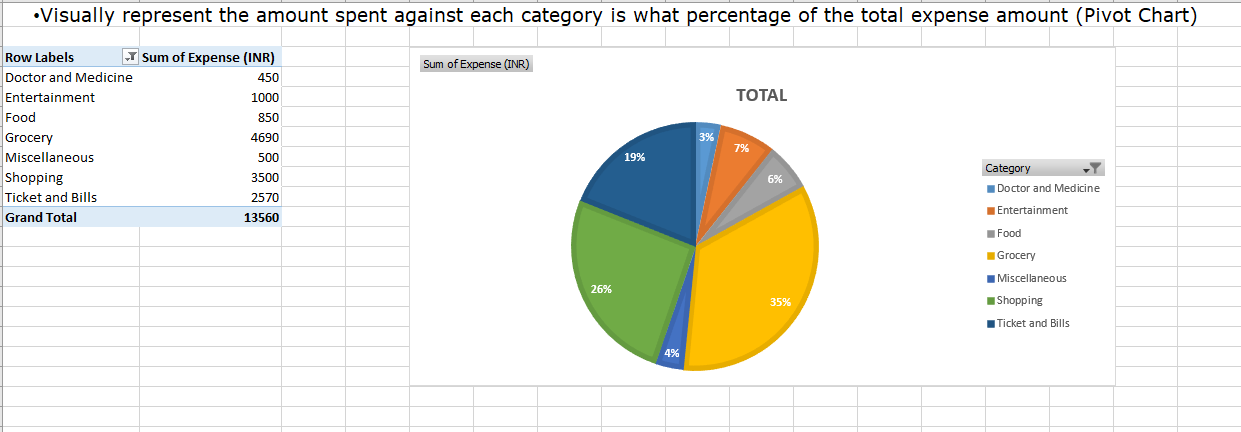 •Visually represent the amount spent against each category is what percentage of the total expense amount (Pivot Chart)
Row Labels Sum of Expense (INR)
Doctor and Medicine 450
Entertainment 1000
Food 850
Grocery 4690
Miscellaneous 500
Shopping 3500
Ticket and Bills 2570
Grand Total 13560
Sum of Expense (INR)
TOTAL
3%
7%
6%
35%
4%
26%
19%
Category
Doctor and Medicine
Entertainment
Food
Grocery
Miscellaneous
Shopping
Ticket and Bills